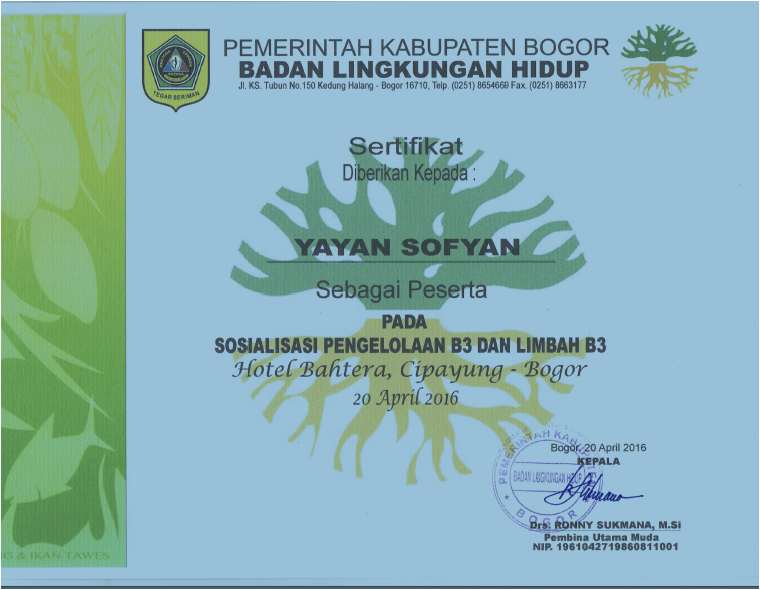 PEMERINTAH KABUPATEN BOGOR
BADAN LINGKUNGAN HIDUP
Jl. KS. Tubun No.150 Kedung Halang - Bogor 16710, Telp. (0251) 8654669 Fax. (0251) 8663177
TEGAR BERIMAN
Sertifikat
Diberikan Kepada :
YAYAN SOFYAN
Sebagai Peserta
PADA
SOSIALISASI PENGELOLAAN B3 DAN LIMBAH B3
Hotel Bahtera, Cipayung - Bogor
20 April 2016
Bogor, 20 April 2016
KEPALA
PEMERINTAH KABUPATEN
BADAN LINGKUNGAN HIDUP
BOGOR
Drs. RONNY SUKMANA, M.Si
Pembina Utama Muda
NIP. 1961042719860811001
& IKAN TAWES